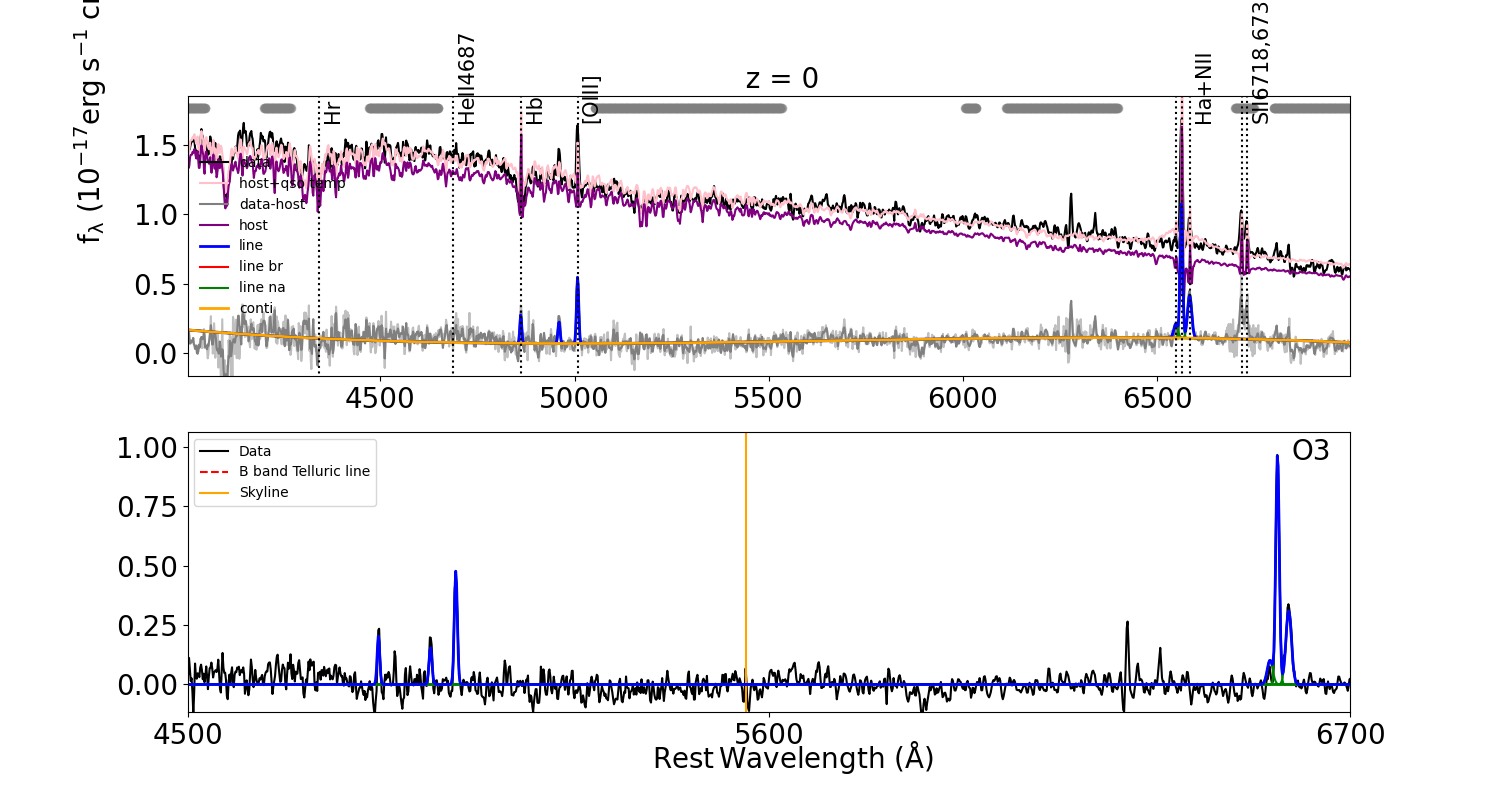 z = 0
Hr
HeII4687
Hb
[OIII]
Ha+NII
SII6718,673
fλ (10−17erg s−1 c
1.5
1.0
0.5
0.0
data
host+qso temp
data-host
host
line
line br
line na
conti
4500
5000
5500
6000
6500
1.00
0.75
0.50
0.25
0.00
Data
B band Telluric line
Skyline
O3
4500
5600
6700
Rest Wavelength (Å)